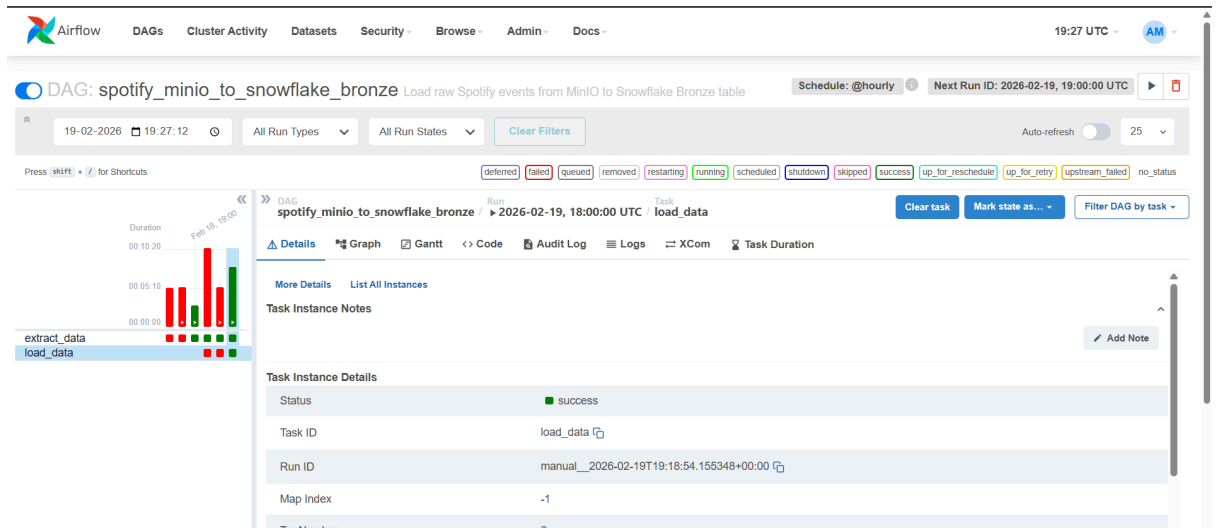 Airflow DAGs Cluster Activity Datasets Security Browse Admin Docs 19:27 UTC AM
DAG: spotify_minio_to_snowflake_bronze Load raw Spotify events from MinIO to Snowflake Bronze table Schedule: @hourly i Next Run ID: 2026-02-19, 19:00:00 UTC
19-02-2026 19:27:12 All Run Types All Run States Clear Filters Auto-refresh 25
Press shift + / for Shortcuts deferred failed queued removed restarting running scheduled shutdown skipped success up_for_reschedule up_for_retry upstream_failed no_status
DAG Run Task
spotify_minio_to_snowflake_bronze / 2026-02-19, 18:00:00 UTC / load_data Clear task Mark state as... Filter DAG by task
Duration Feb 18, 19:00
00:10:20
00:05:10
00:00:00
extract_data
load_data
Details Graph Gantt <> Code Audit Log Logs XCom Task Duration
More Details List All Instances
Task Instance Notes
Add Note
Task Instance Details
Status success
Task ID load_data
Run ID manual__2026-02-19T19:18:54.155348+00:00
Map Index -1